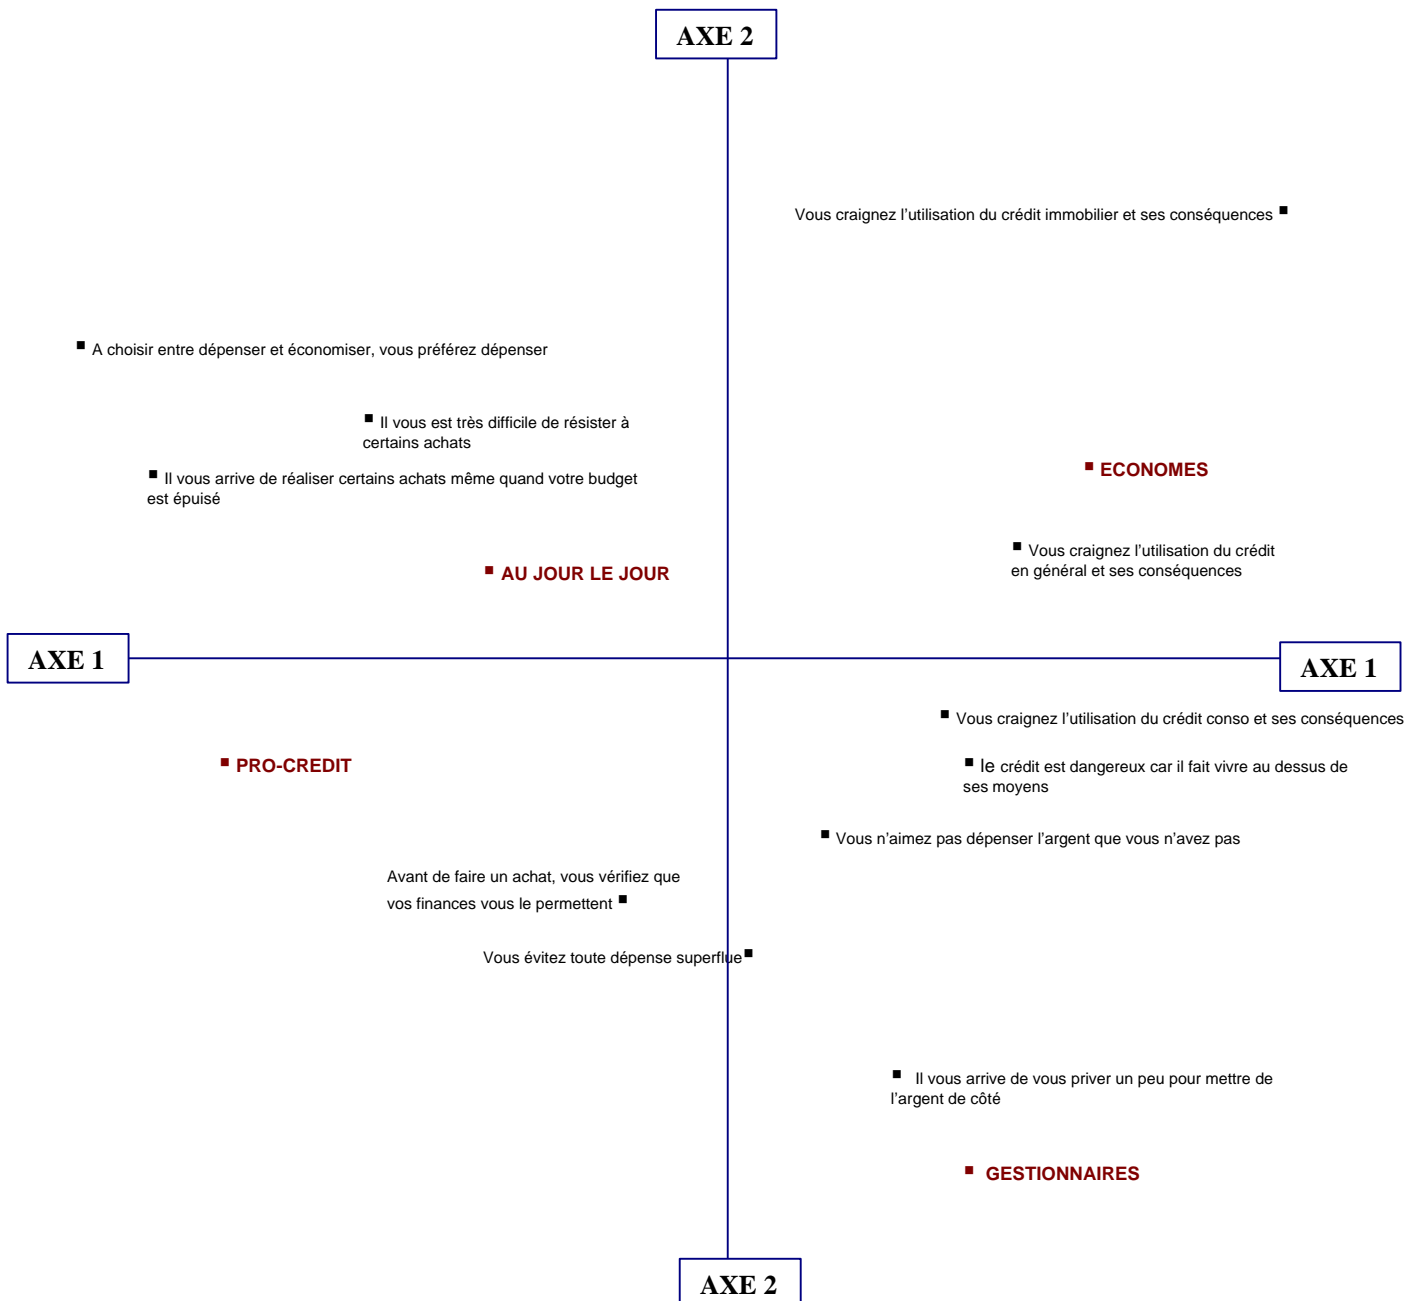 AXE 2
Vous craignez l’utilisation du crédit immobilier et ses conséquences
A choisir entre dépenser et économiser, vous préférez dépenser
Il vous est très difficile de résister à
certains achats
Il vous arrive de réaliser certains achats même quand votre budget
est épuisé
ECONOMES
Vous craignez l’utilisation du crédit
en général et ses conséquences
AU JOUR LE JOUR
AXE 1
AXE 1
Vous craignez l’utilisation du crédit conso et ses conséquences
PRO-CREDIT
le crédit est dangereux car il fait vivre au dessus de
ses moyens
Vous n’aimez pas dépenser l’argent que vous n’avez pas
Avant de faire un achat, vous vérifiez que
vos finances vous le permettent
Vous évitez toute dépense superflue
Il vous arrive de vous priver un peu pour mettre de
l’argent de côté
GESTIONNAIRES
AXE 2